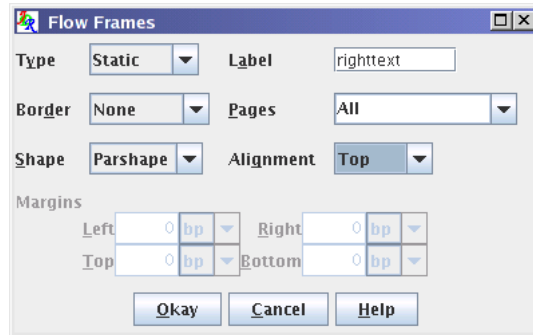 Flow Frames
Type Static Label righttext
Border None Pages All
Shape Parshape Alignment Top
Margins
Left 0 bp Right 0 bp
Top 0 bp Bottom 0 bp
Okay Cancel Help